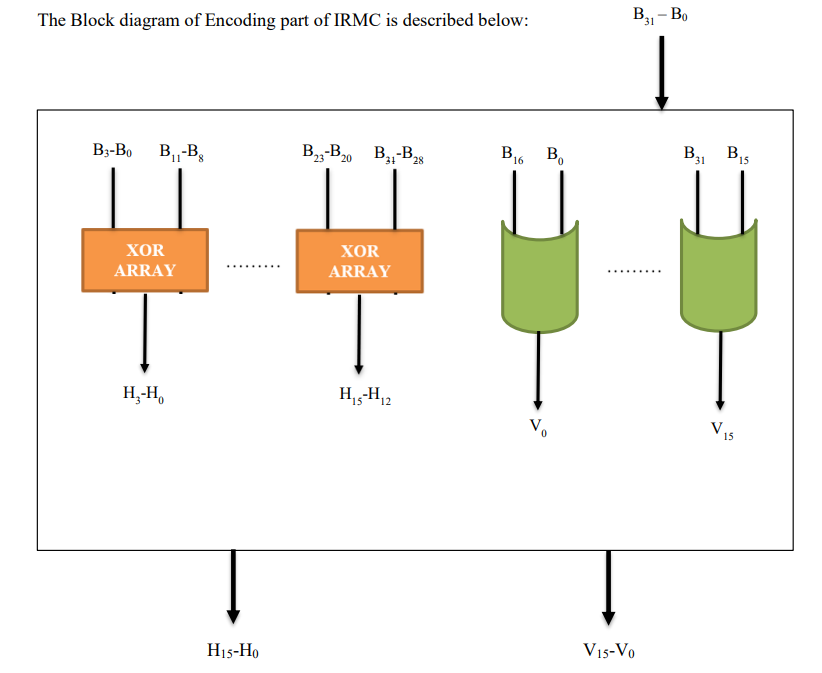 The Block diagram of Encoding part of IRMC is described below:
B₃₁ – B₀
B₃-B₀ B₁₁-B₈ B₂₃-B₂₀ B₃₁-B₂₈ B₁₆ B₀ B₃₁ B₁₅
XOR
ARRAY
.........
XOR
ARRAY
.........
H₃-H₀ H₁₅-H₁₂
V₀ V₁₅
H₁₅-H₀ V₁₅-V₀